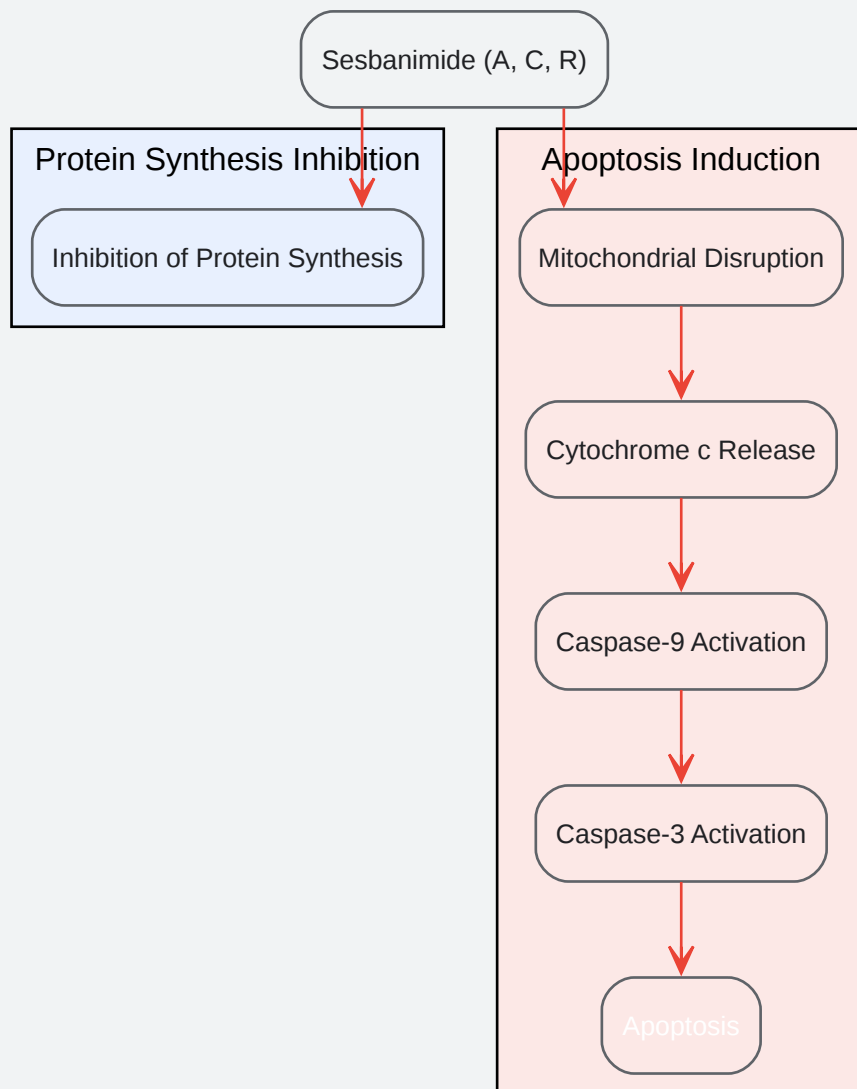 Sesbanimide (A, C, R)
Protein Synthesis Inhibition
Inhibition of Protein Synthesis
Apoptosis Induction
Mitochondrial Disruption
Cytochrome c Release
Caspase-9 Activation
Caspase-3 Activation
Apoptosis